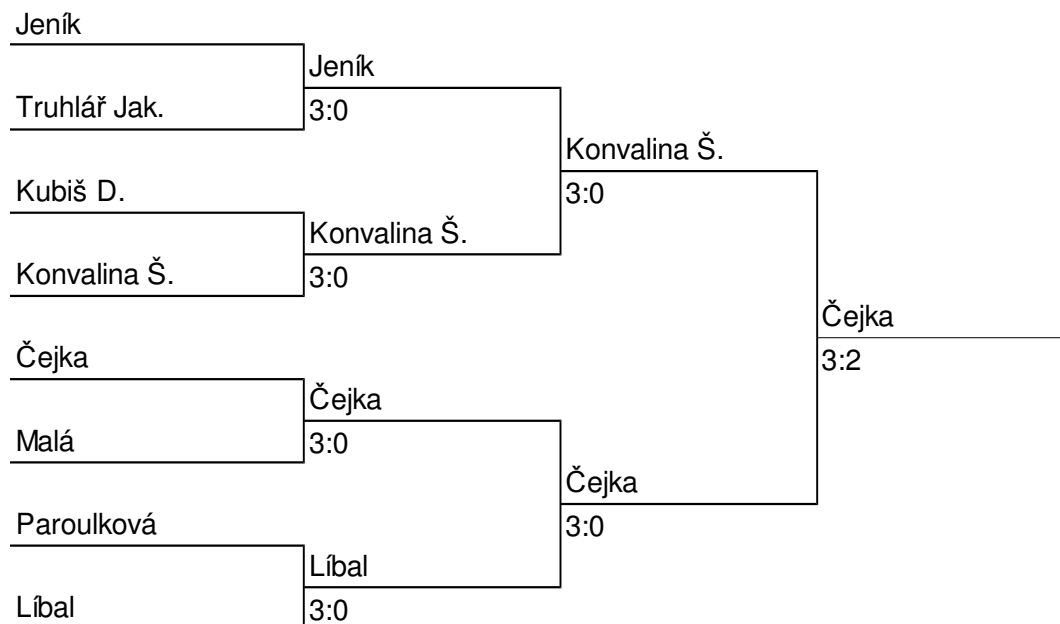 Jeník
Jeník
Truhlář Jak.
3:0
Konvalina Š.
Kubiš D.
3:0
Konvalina Š.
Konvalina Š.
3:0
Čejka
Čejka
3:2
Čejka
Malá
3:0
Čejka
Paroulková
3:0
Líbal
Líbal
3:0